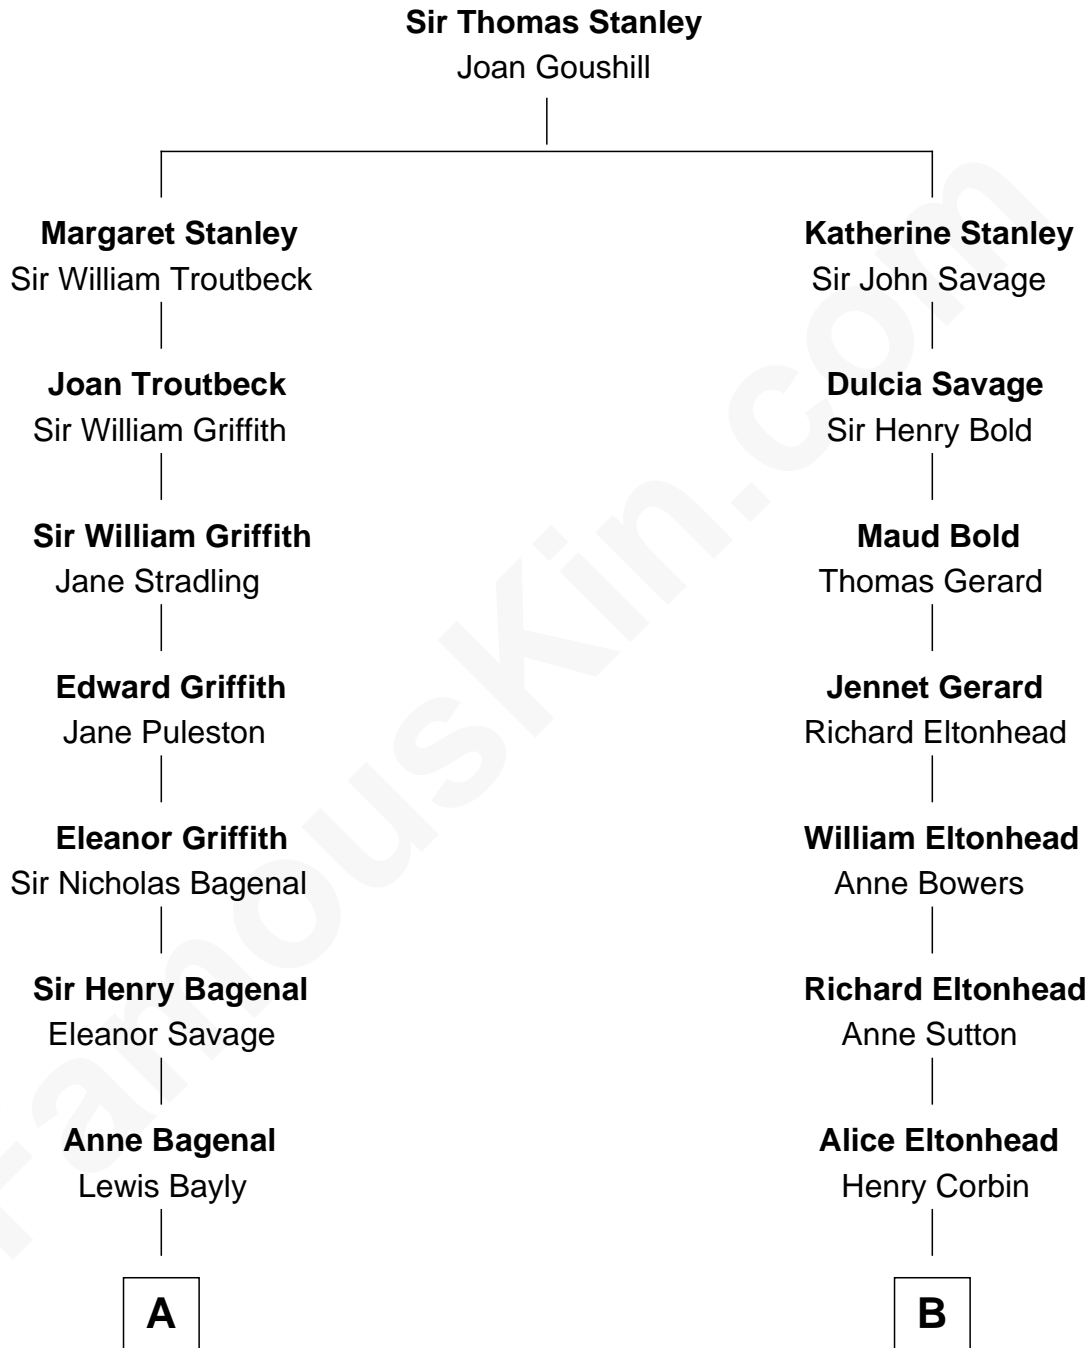 Sir Thomas Stanley
Joan Goushill
Margaret Stanley
Sir William Troutbeck
Katherine Stanley
Sir John Savage
Joan Troutbeck
Sir William Griffith
Dulcia Savage
Sir Henry Bold
Sir William Griffith
Jane Stradling
Maud Bold
Thomas Gerard
Edward Griffith
Jane Puleston
Jennet Gerard
Richard Eltonhead
Eleanor Griffith
Sir Nicholas Bagenal
William Eltonhead
Anne Bowers
Sir Henry Bagenal
Eleanor Savage
Richard Eltonhead
Anne Sutton
Anne Bagenal
Lewis Bayly
Alice Eltonhead
Henry Corbin
A
B
FamousKin.com